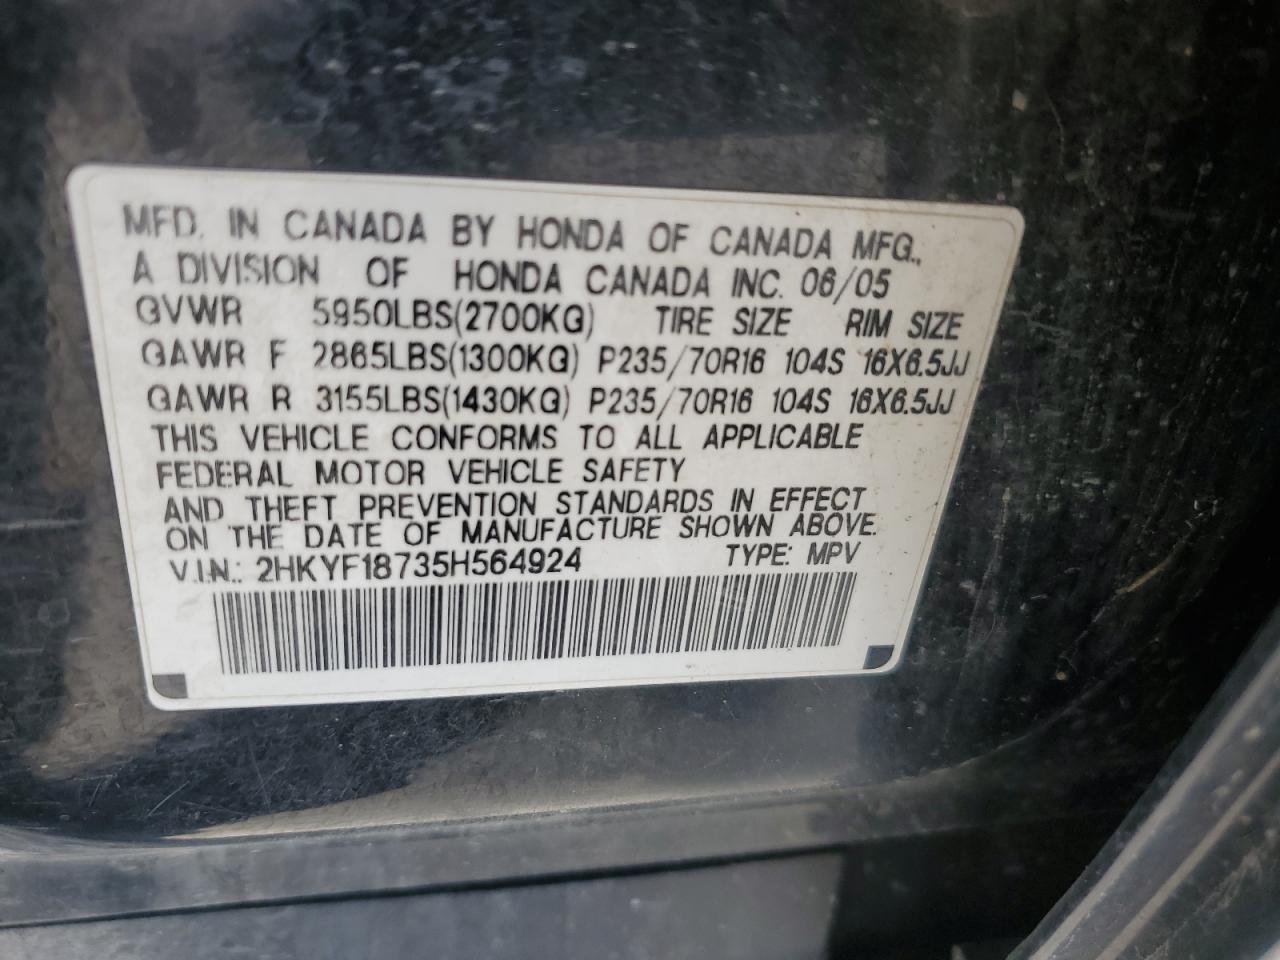 MFD. IN CANADA BY HONDA OF CANADA MFG.,
A DIVISION OF HONDA CANADA INC. 06/05
GVWR 5950LBS(2700KG) TIRE SIZE RIM SIZE
GAWR F 2865LBS(1300KG) P235/70R16 104S 16X6.5JJ
GAWR R 3155LBS(1430KG) P235/70R16 104S 16X6.5JJ
THIS VEHICLE CONFORMS TO ALL APPLICABLE
FEDERAL MOTOR VEHICLE SAFETY
AND THEFT PREVENTION STANDARDS IN EFFECT
ON THE DATE OF MANUFACTURE SHOWN ABOVE.
V.I.N.: 2HKYF18735H564924 TYPE: MPV